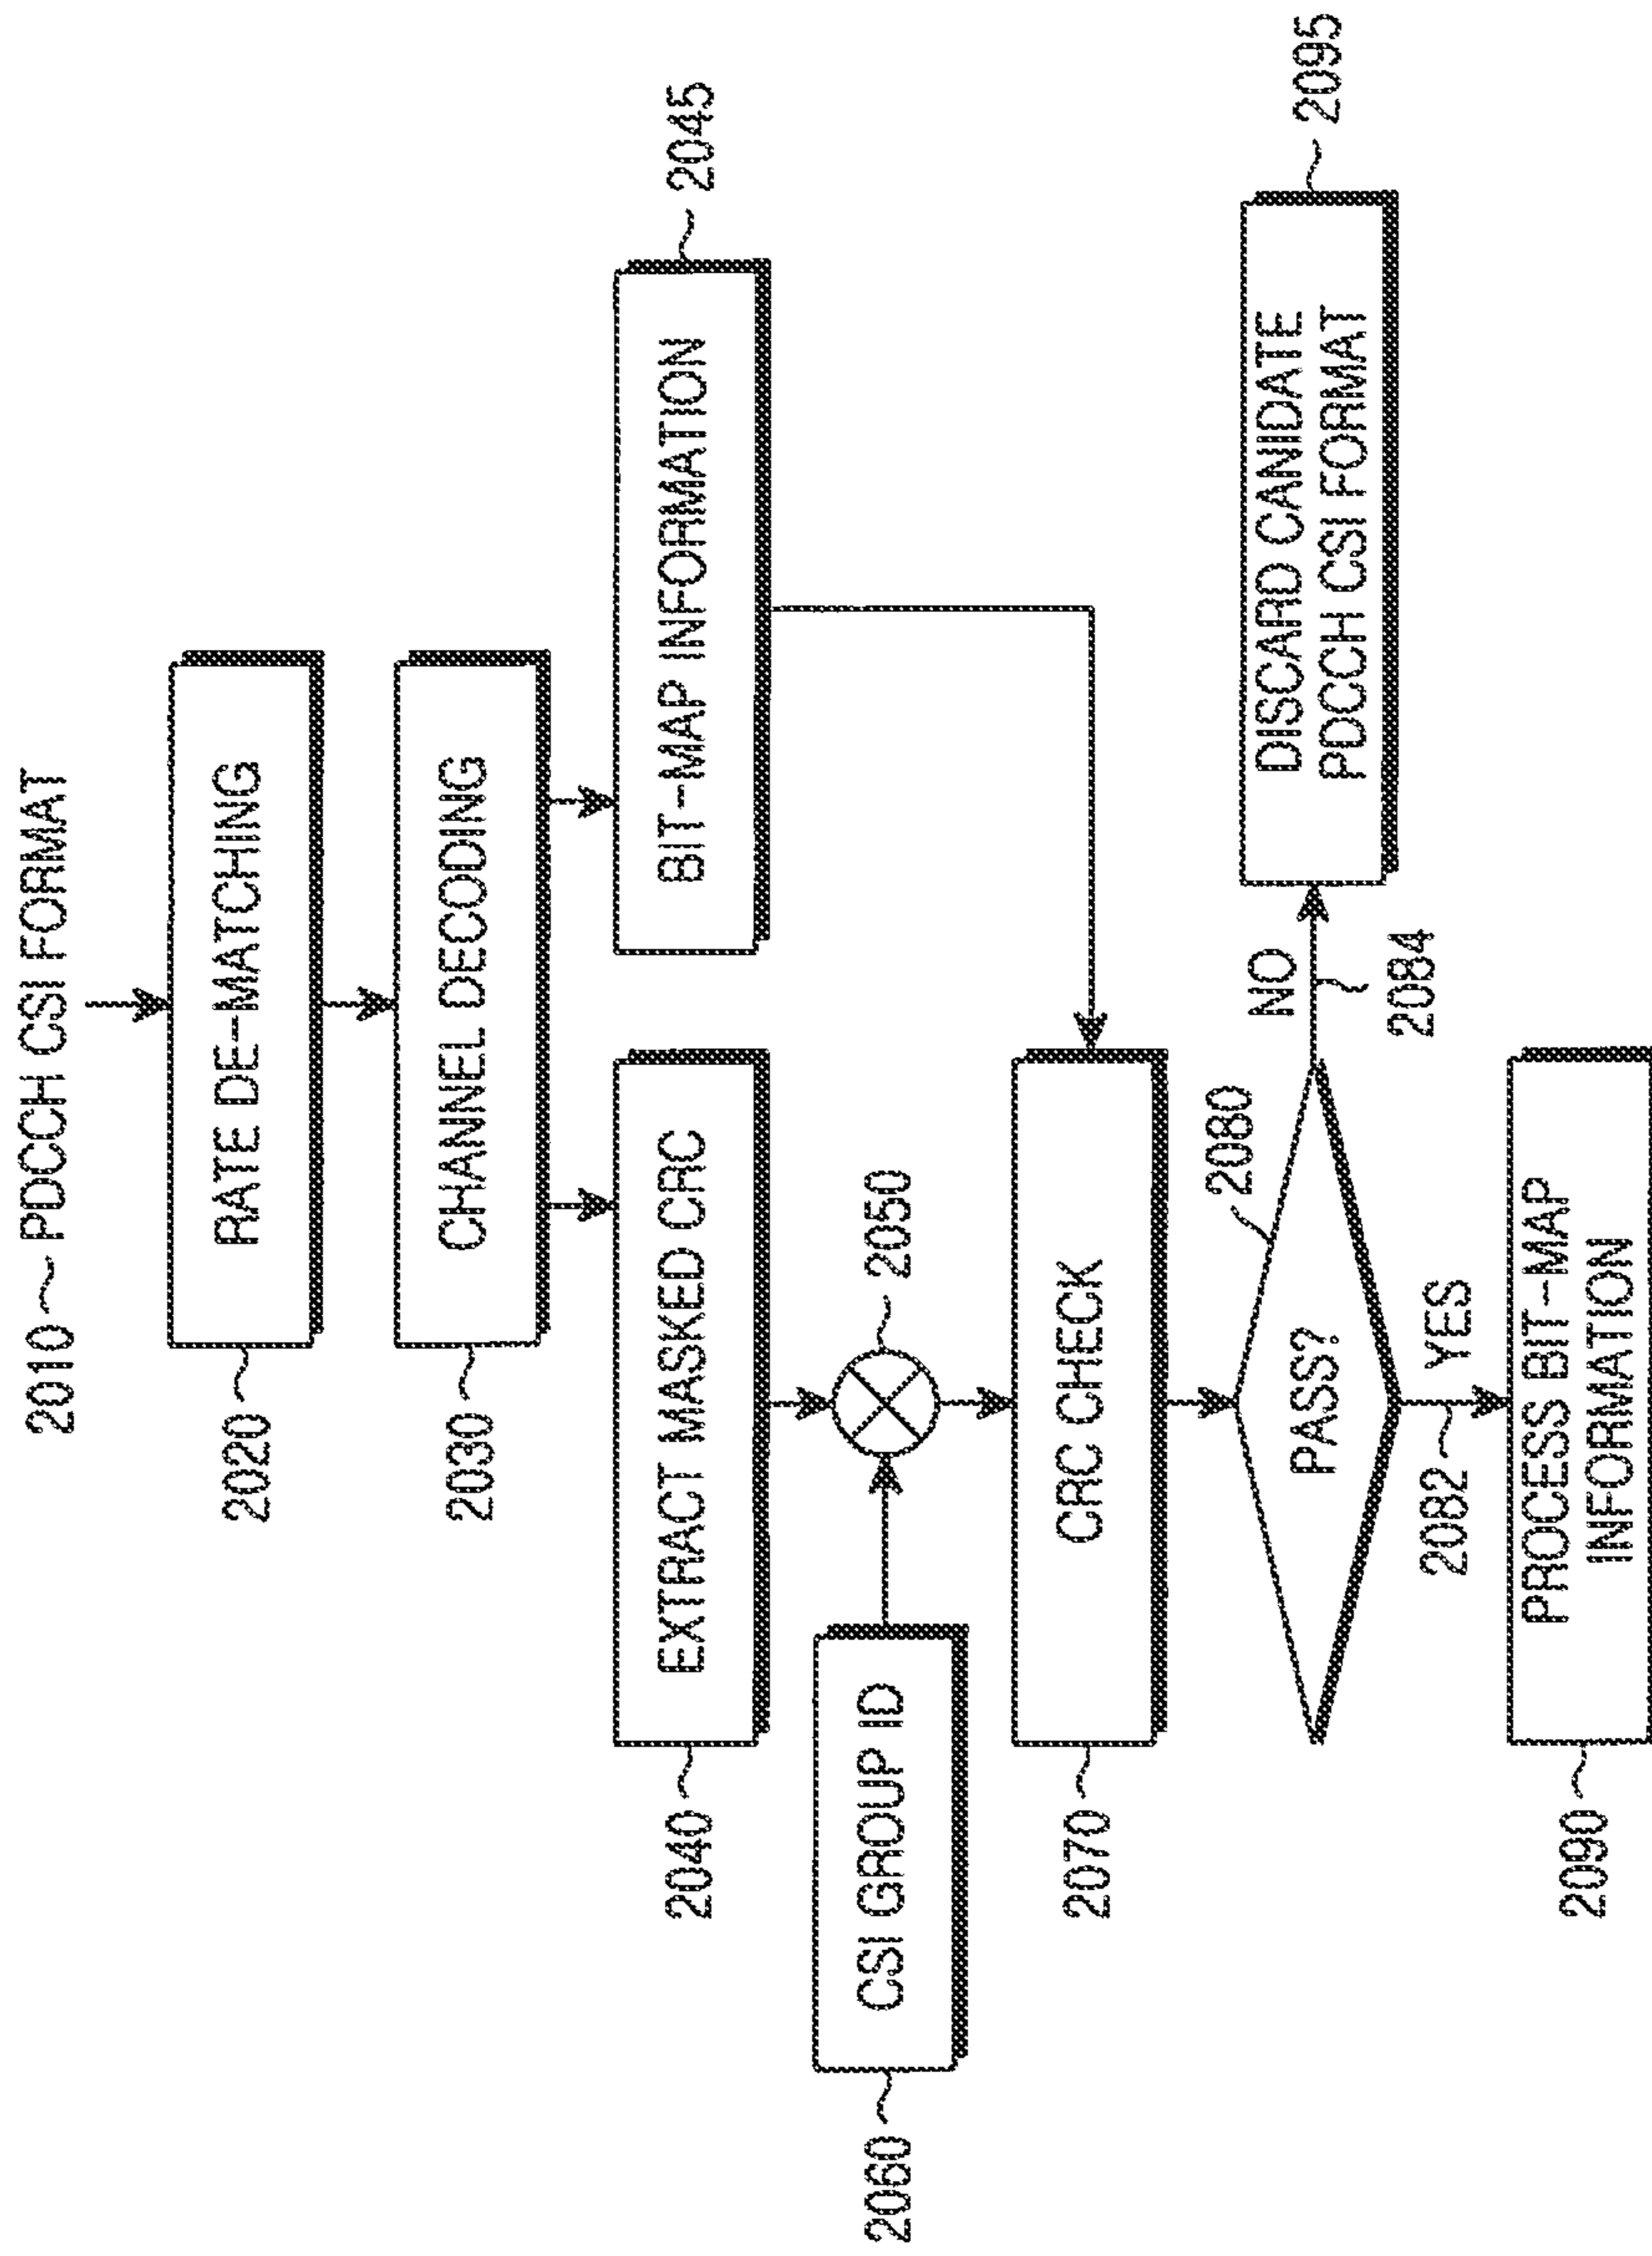 2010 PDCCH CSI FORMAT
2020 RATE DE-MATCHING
2030 CHANNEL DECODING
2040 EXTRACT MASKED CRC
BIT-MAP INFORMATION 2045
2060 CSI GROUP ID
2050
2070 CRC CHECK
2080
PASS?
NO
2084
DISCARD CANDIDATE
PDCCH CSI FORMAT
2095
2082 YES
2090 PROCESS BIT-MAP
INFORMATION